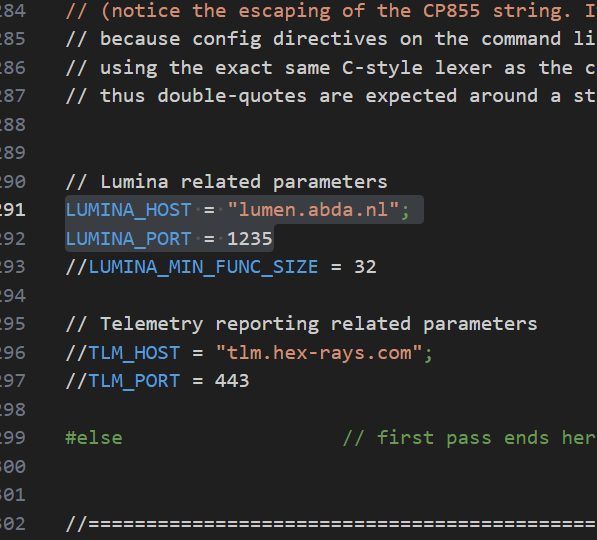 284 // (notice the escaping of the CP855 string. I
285 // because config directives on the command li
286 // using the exact same C-style lexer as the c
287 // thus double-quotes are expected around a st
288
289
290 // Lumina related parameters
291 LUMINA_HOST = "lumen.abda.nl";
292 LUMINA_PORT = 1235
293 //LUMINA_MIN_FUNC_SIZE = 32
294
295 // Telemetry reporting related parameters
296 //TLM_HOST = "tlm.hex-rays.com";
297 //TLM_PORT = 443
298
299 #else // first pass ends her
300
301
302 //============================================